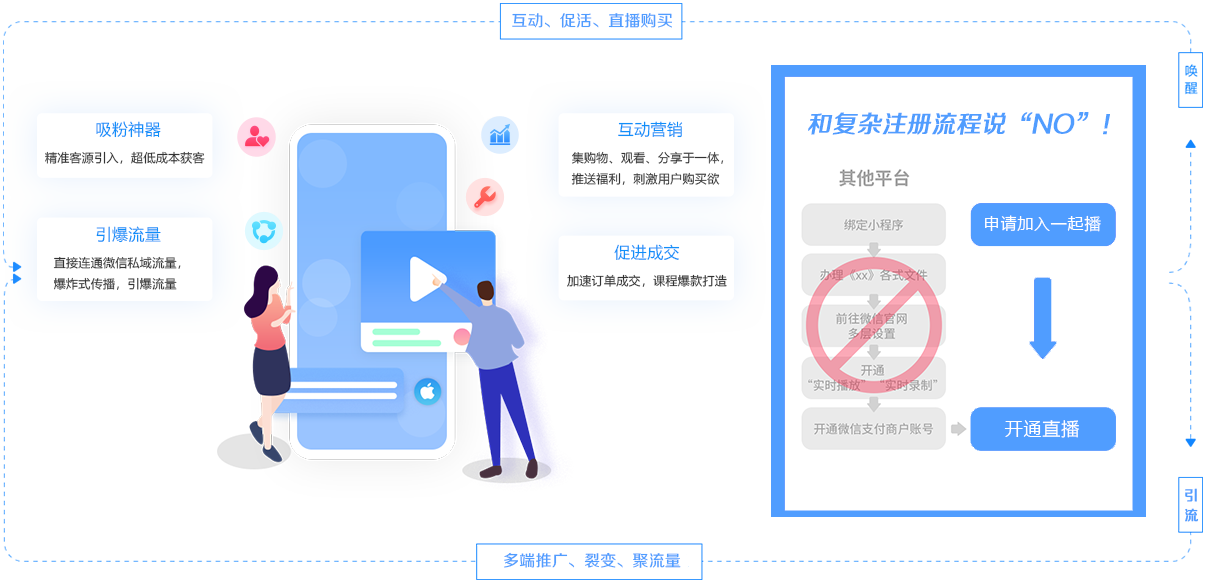 互动、促活、直播购买
唤醒
吸粉神器
精准客源引入，超低成本获客
引爆流量
直接连通微信私域流量，
爆炸式传播，引爆流量
互动营销
集购物、观看、分享于一体，
推送福利，刺激用户购买欲
促进成交
加速订单成交，课程爆款打造
和复杂注册流程说“NO”！
其他平台
绑定小程序
办理《xx》各式文件
前往微信官网
多层设置
开通
“实时播放” “实时录制”
开通微信支付商户账号
申请加入一起播
开通直播
引流
多端推广、裂变、聚流量